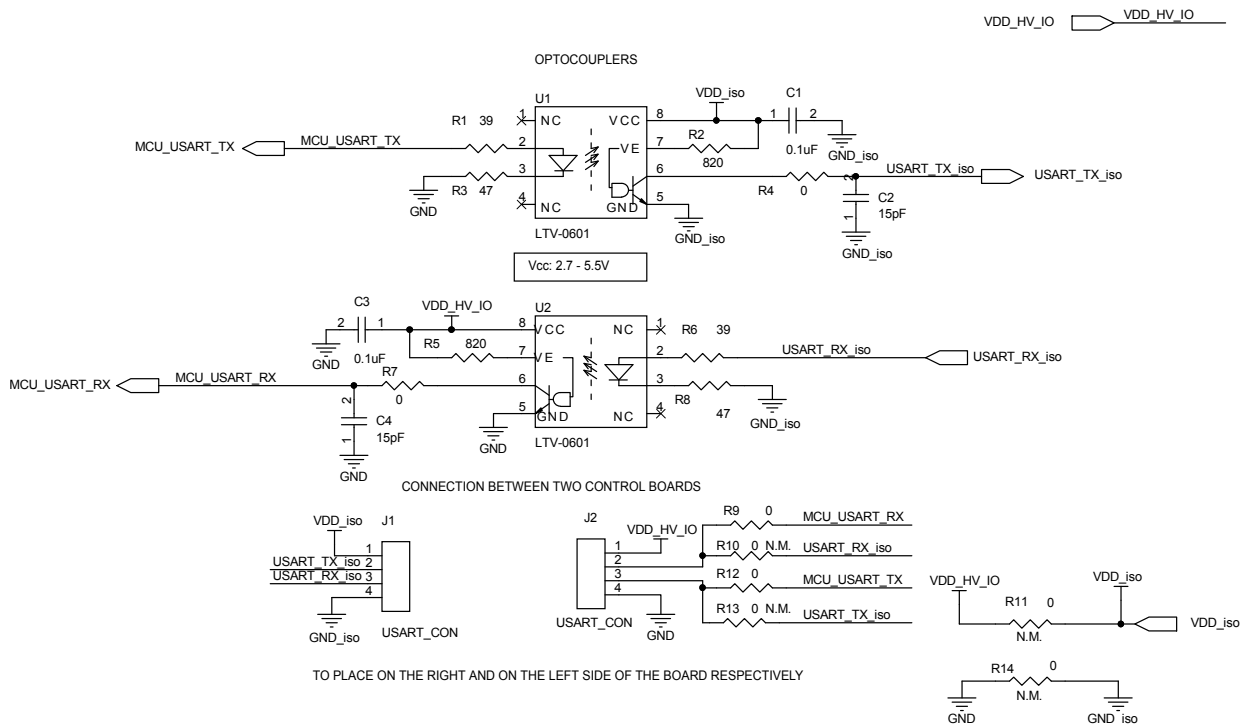 VDD_HV_IO VDD_HV_IO
OPTOCOUPLERS
U1
VDD_iso
C1
1 NC
VCC 8
1 2
R1 39
MCU_USART_TX
MCU_USART_TX
2
R2
VE 7
820
0.1uF
GND_iso
3
6
USART_TX_iso
USART_TX_iso
R3 47
GND
R4 0
2
C2
15pF
1
4 NC
GND 5
GND_iso
GND_iso
LTV-0601
Vcc: 2.7 - 5.5V
C3
VDD_HV_IO
U2
2 1
8 VCC
NC 1
R6 39
GND
0.1uF
R5 820
7 VE
2
USART_RX_iso
USART_RX_iso
MCU_USART_RX
MCU_USART_RX
R7
0
6
3
R8 47
GND_iso
2
C4
15pF
1
GND
5 GND
NC 4
GND
LTV-0601
CONNECTION BETWEEN TWO CONTROL BOARDS
VDD_iso
J1
1
USART_TX_iso 2
USART_RX_iso 3
4
GND_iso
USART_CON
J2
VDD_HV_IO
1
2
3
4
USART_CON
GND
R9 0 MCU_USART_RX
R10 0 N.M. USART_RX_iso
R12 0 MCU_USART_TX
R13 0 N.M. USART_TX_iso
VDD_HV_IO
VDD_iso
R11 0
N.M.
VDD_iso
TO PLACE ON THE RIGHT AND ON THE LEFT SIDE OF THE BOARD RESPECTIVELY
R14 0
N.M.
GND
GND_iso